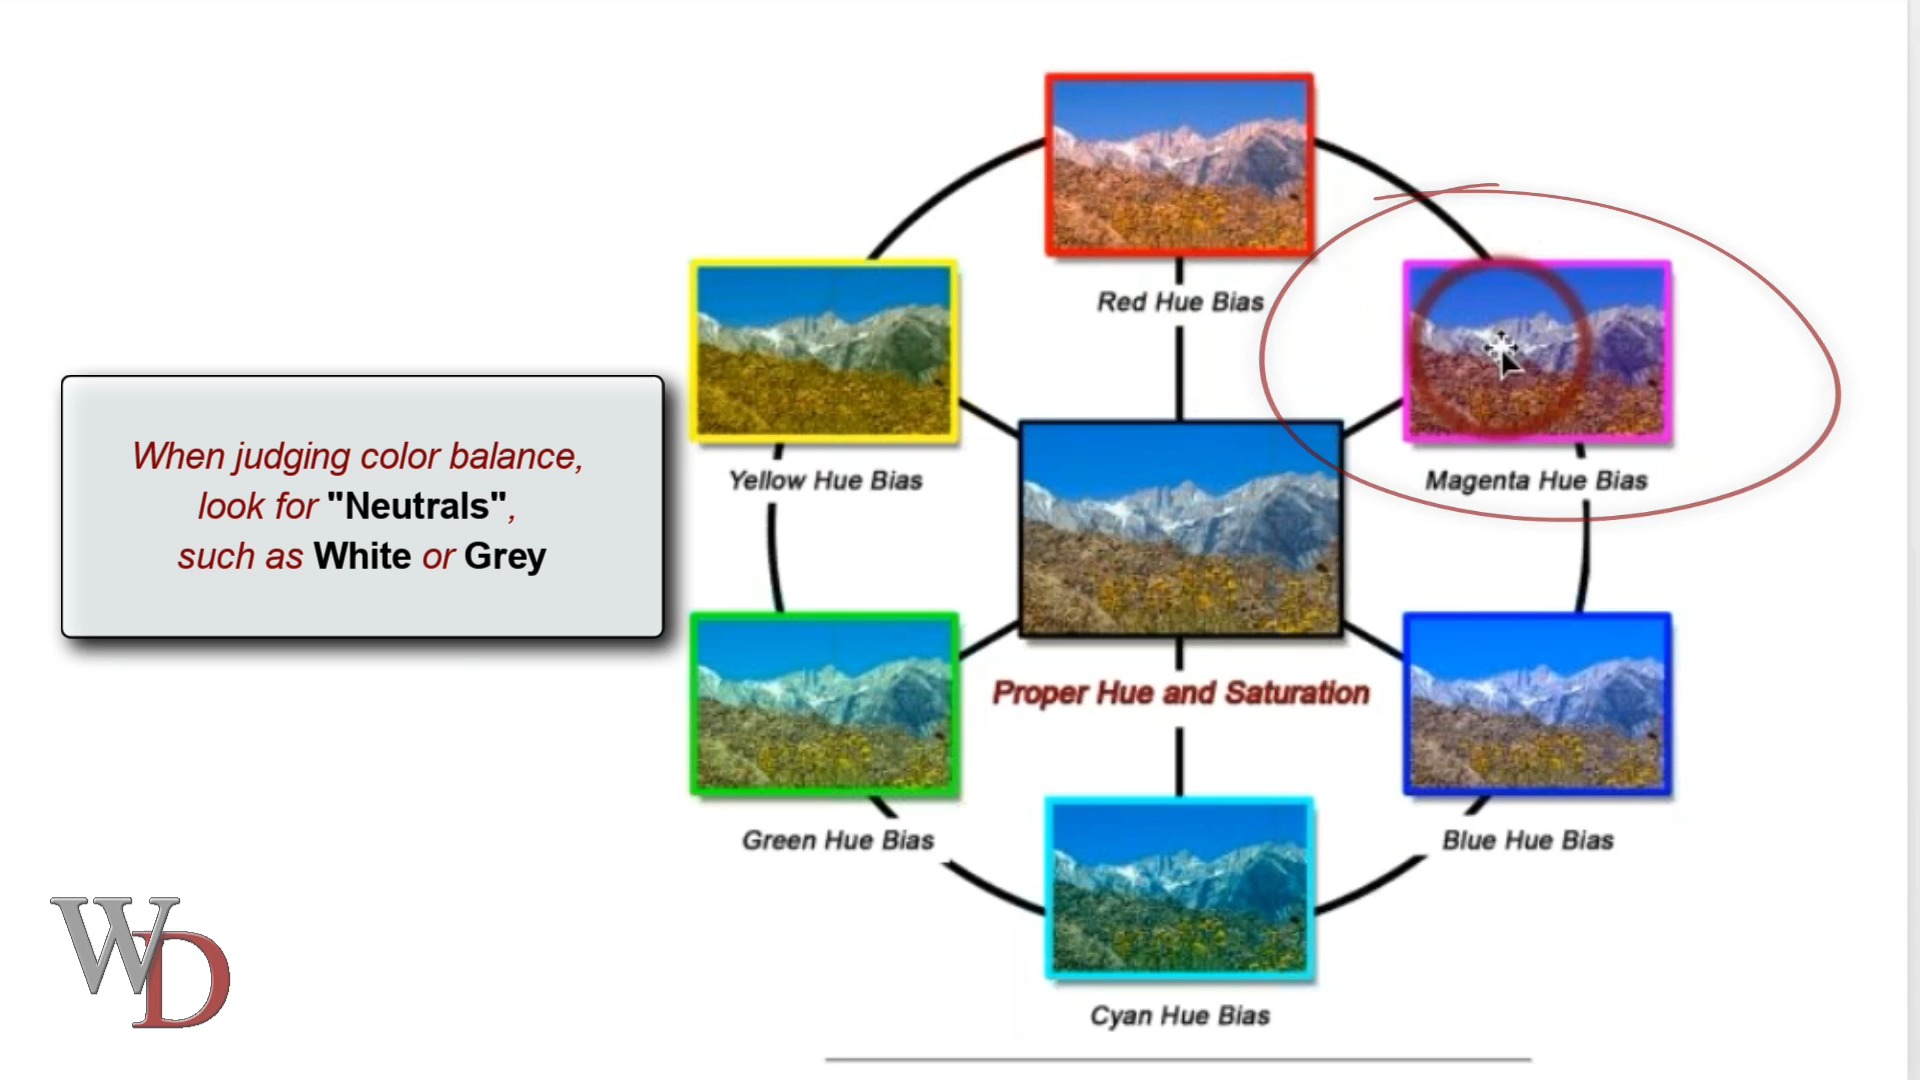 Red Hue Bias
Yellow Hue Bias
Magenta Hue Bias
When judging color balance,
look for "Neutrals",
such as White or Grey
Proper Hue and Saturation
Green Hue Bias
Blue Hue Bias
Cyan Hue Bias
WD